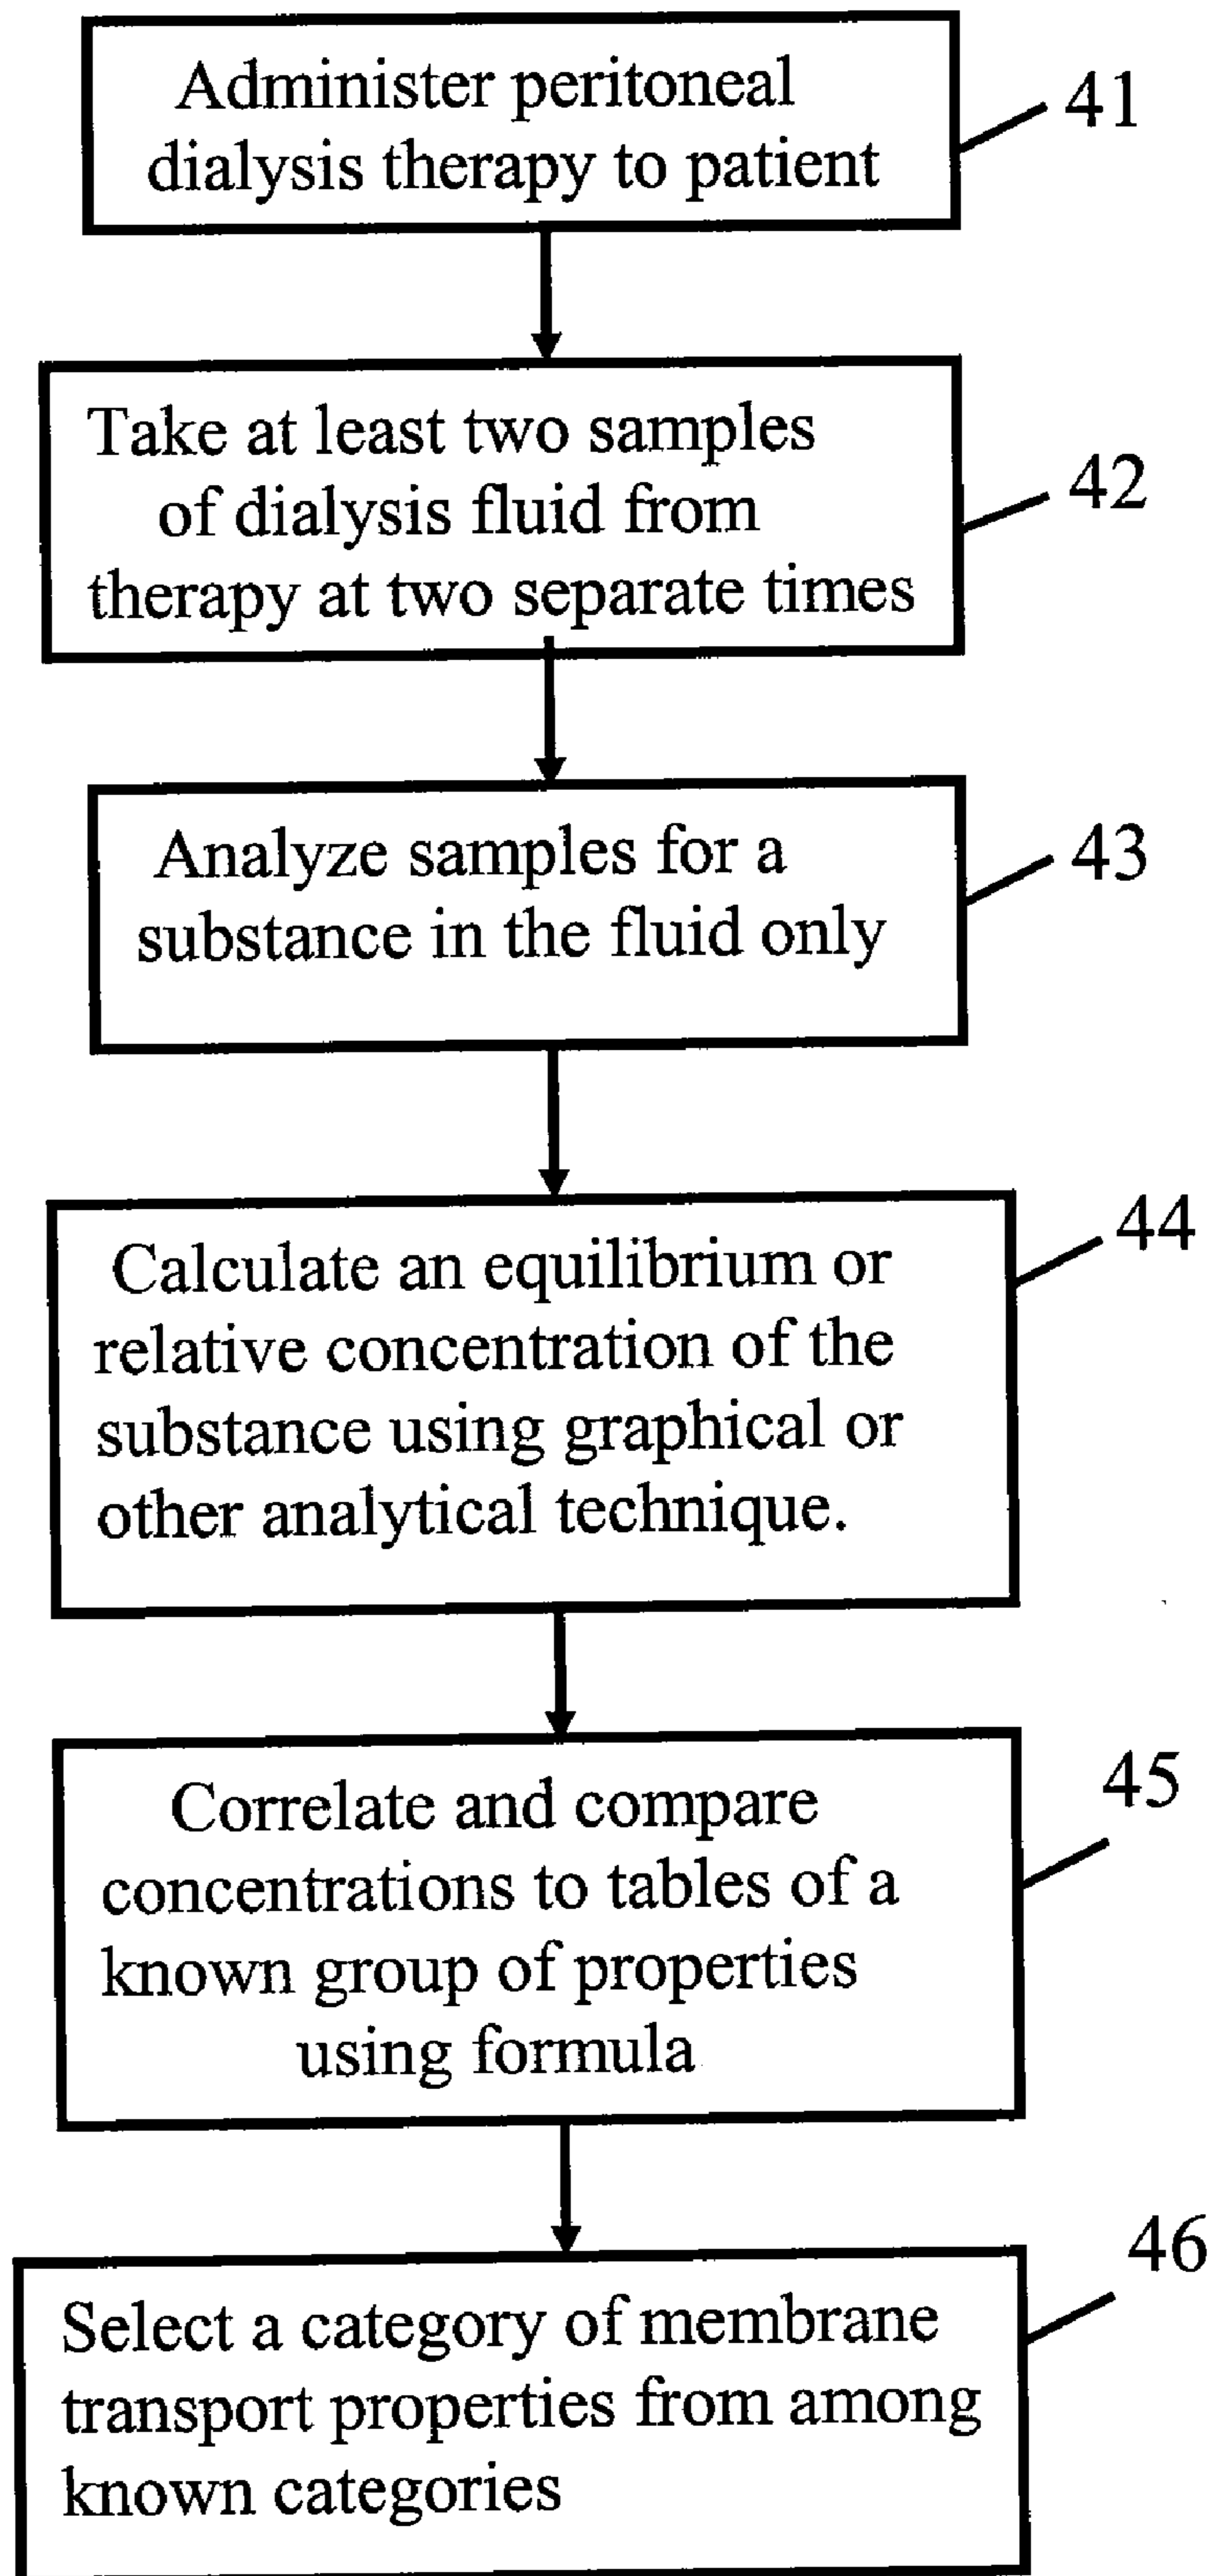 Administer peritoneal
dialysis therapy to patient
41
Take at least two samples
of dialysis fluid from
therapy at two separate times
42
Analyze samples for a
substance in the fluid only
43
Calculate an equilibrium or
relative concentration of the
substance using graphical or
other analytical technique.
44
Correlate and compare
concentrations to tables of a
known group of properties
using formula
45
Select a category of membrane
transport properties from among
known categories
46